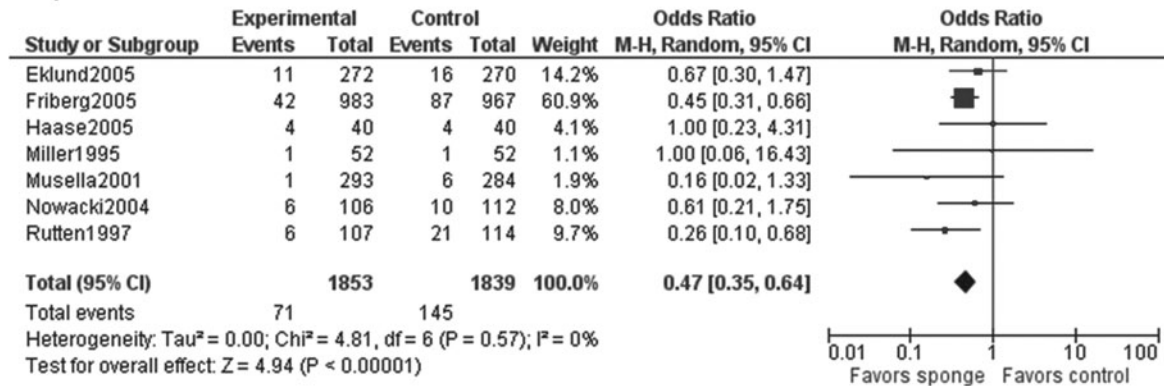 Experimental Control Odds Ratio Odds Ratio
Study or Subgroup Events Total Events Total Weight M-H, Random, 95% CI M-H, Random, 95% CI
Eklund2005 11 272 16 270 14.2% 0.67 [0.30, 1.47]
Friberg2005 42 983 87 967 60.9% 0.45 [0.31, 0.66]
Haase2005 4 40 4 40 4.1% 1.00 [0.23, 4.31]
Miller1995 1 52 1 52 1.1% 1.00 [0.06, 16.43]
Musella2001 1 293 6 284 1.9% 0.16 [0.02, 1.33]
Nowacki2004 6 106 10 112 8.0% 0.61 [0.21, 1.75]
Rutten1997 6 107 21 114 9.7% 0.26 [0.10, 0.68]
Total (95% CI) 1853 1839 100.0% 0.47 [0.35, 0.64]
Total events 71 145
Heterogeneity: Tau² = 0.00; Chi² = 4.81, df = 6 (P = 0.57); I² = 0%
Test for overall effect: Z = 4.94 (P < 0.00001)
0.01 0.1 1 10 100
Favors sponge Favors control